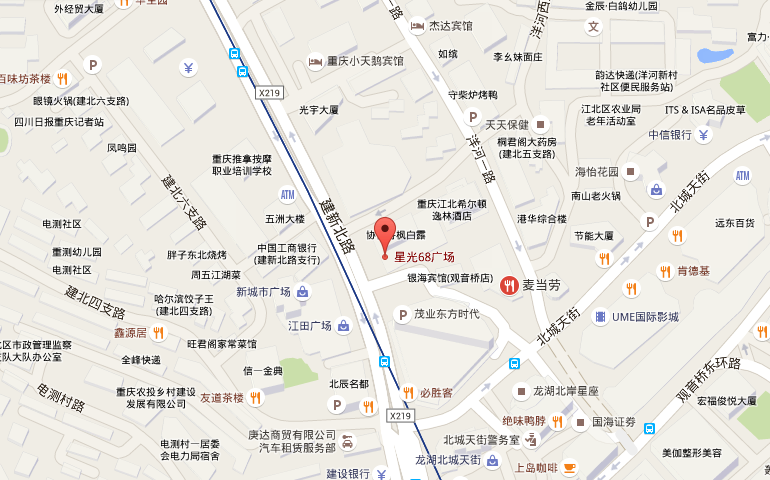 外经贸大厦
路
杰达宾馆
洋河西
金辰·白鸽幼儿园
文
富力
重庆小天鹅宾馆
如缤
李幺妹面庄
百味坊茶楼
P
¥
眼镜火锅(建北六支路)
X219
守柴炉烤鸭
韵达快递(洋河新村
社区便民服务站)
四川日报重庆记者站
光宇大厦
P
天天保健
江北区农业局
老年活动室
ITS & ISA名品皮草
中信银行
¥
凤鸣园
桐君阁大药房
(建北五支路)
洋河一路
重庆推拿按摩
职业培训学校
海怡花园
ATM
建北六支路
ATM
建新北路
重庆江北希尔顿
逸林酒店
南山老火锅
北城天街
电测社区
五洲大楼
港华综合楼
P
远东百货
协
枫白露
节能大厦
重测幼儿园
胖子东北烧烤
中国工商银行
(建新北路支行)
星光68广场
电测社区
周五江湖菜
银海宾馆(观音桥店)
麦当劳
肯德基
建北四支路
哈尔滨饺子王
(建北四支路)
新城市广场
鑫源居
江田广场
P
茂业东方时代
UME国际影城
北城天街
区市政管理监察
支队大队办公室
旺君阁家常菜馆
全峰快递
信一金典
观音桥东环路
电测村路
重庆农投乡村建设
发展有限公司
友道茶楼
北辰名都
必胜客
龙湖北岸星座
宏福俊悦大厦
P
X219
绝味鸭脖
国海证券
庚达商贸有限公司
汽车租赁服务部
北城天街警务室
电测村一居委
会电力局宿舍
建设银行
¥
龙湖北城天街
上岛咖啡
美伽整形美容